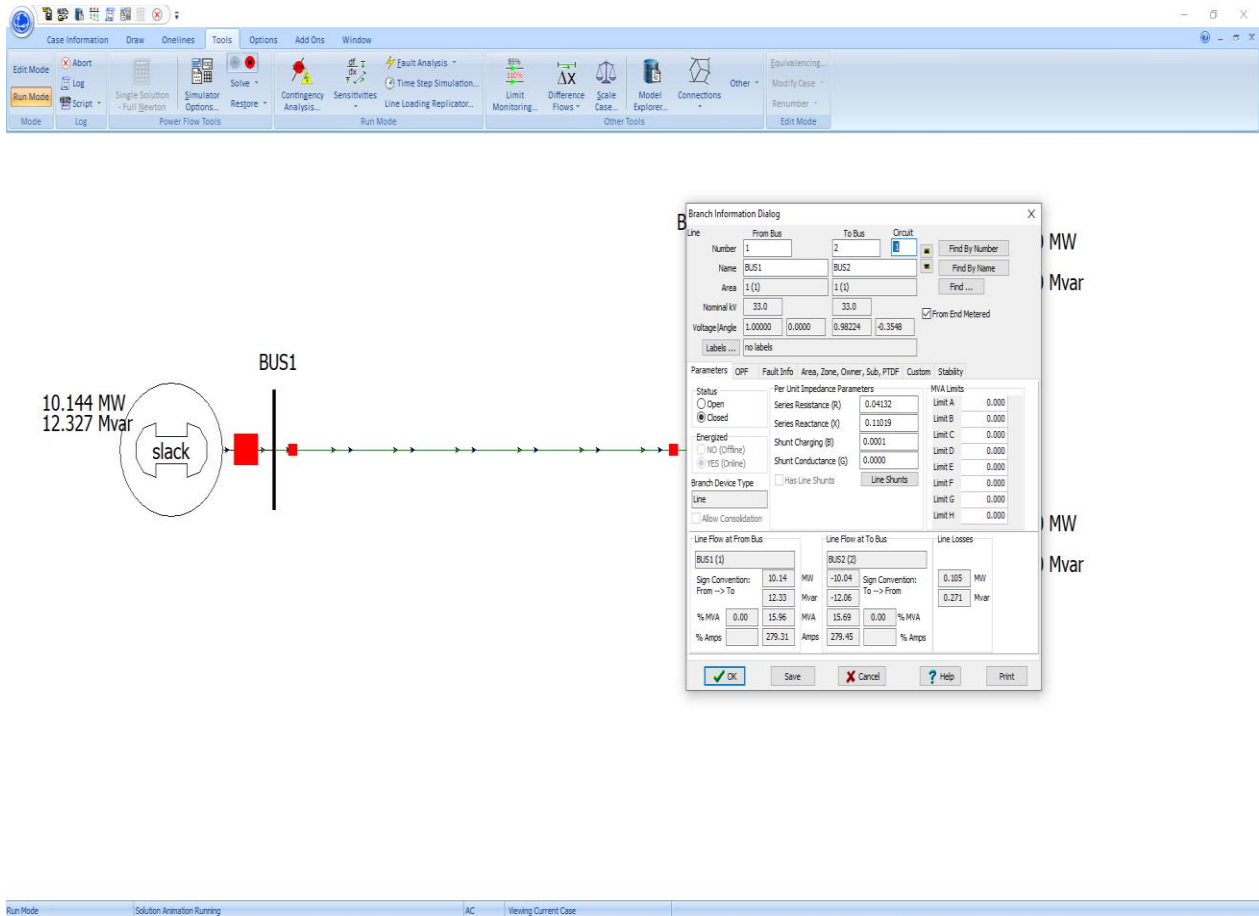 Case Information Draw Onelines Tools Options Add Ons Window
Edit Mode
Run Mode
Mode
Abort
Log
Script
Log
Single Solution - Full Newton
Simulator Options...
Solve
Restore
Power Flow Tools
Contingency Analysis...
Sensitivities
Fault Analysis
Time Step Simulation...
Line Loading Replicator...
Run Mode
Limit Monitoring...
Difference Flows
Scale Case...
Model Explorer...
Connections
Other
Other Tools
Equivalencing...
Modify Case
Renumber
Edit Mode
BUS1
10.144 MW
12.327 Mvar
slack
B
MW
Mvar
MW
Mvar
Branch Information Dialog X
Line From Bus To Bus Circuit
Number 1 2 1 Find By Number
Name BUS1 BUS2 Find By Name
Area 1 (1) 1 (1) Find ...
Nominal kV 33.0 33.0 From End Metered
Voltage|Angle 1.00000 0.0000 0.98224 -0.3548
Labels ... no labels
Parameters OPF Fault Info Area, Zone, Owner, Sub, PTDF Custom Stability
Status
Open
Closed
Energized
NO (Offline)
YES (Online)
Branch Device Type
Line
Allow Consolidation
Per Unit Impedance Parameters
Series Resistance (R) 0.04132
Series Reactance (X) 0.11019
Shunt Charging (B) 0.0001
Shunt Conductance (G) 0.0000
Has Line Shunts Line Shunts
MVA Limits
Limit A 0.000
Limit B 0.000
Limit C 0.000
Limit D 0.000
Limit E 0.000
Limit F 0.000
Limit G 0.000
Limit H 0.000
Line Flow at From Bus Line Flow at To Bus Line Losses
BUS1 (1) BUS2 (2)
Sign Convention: From --> To 10.14 MW -10.04 Sign Convention: To --> From 0.105 MW
12.33 Mvar -12.06 0.271 Mvar
% MVA 0.00 15.96 MVA 15.69 0.00 % MVA
% Amps 279.31 Amps 279.45 % Amps
OK Save Cancel Help Print
Run Mode Solution Animation Running AC Viewing Current Case